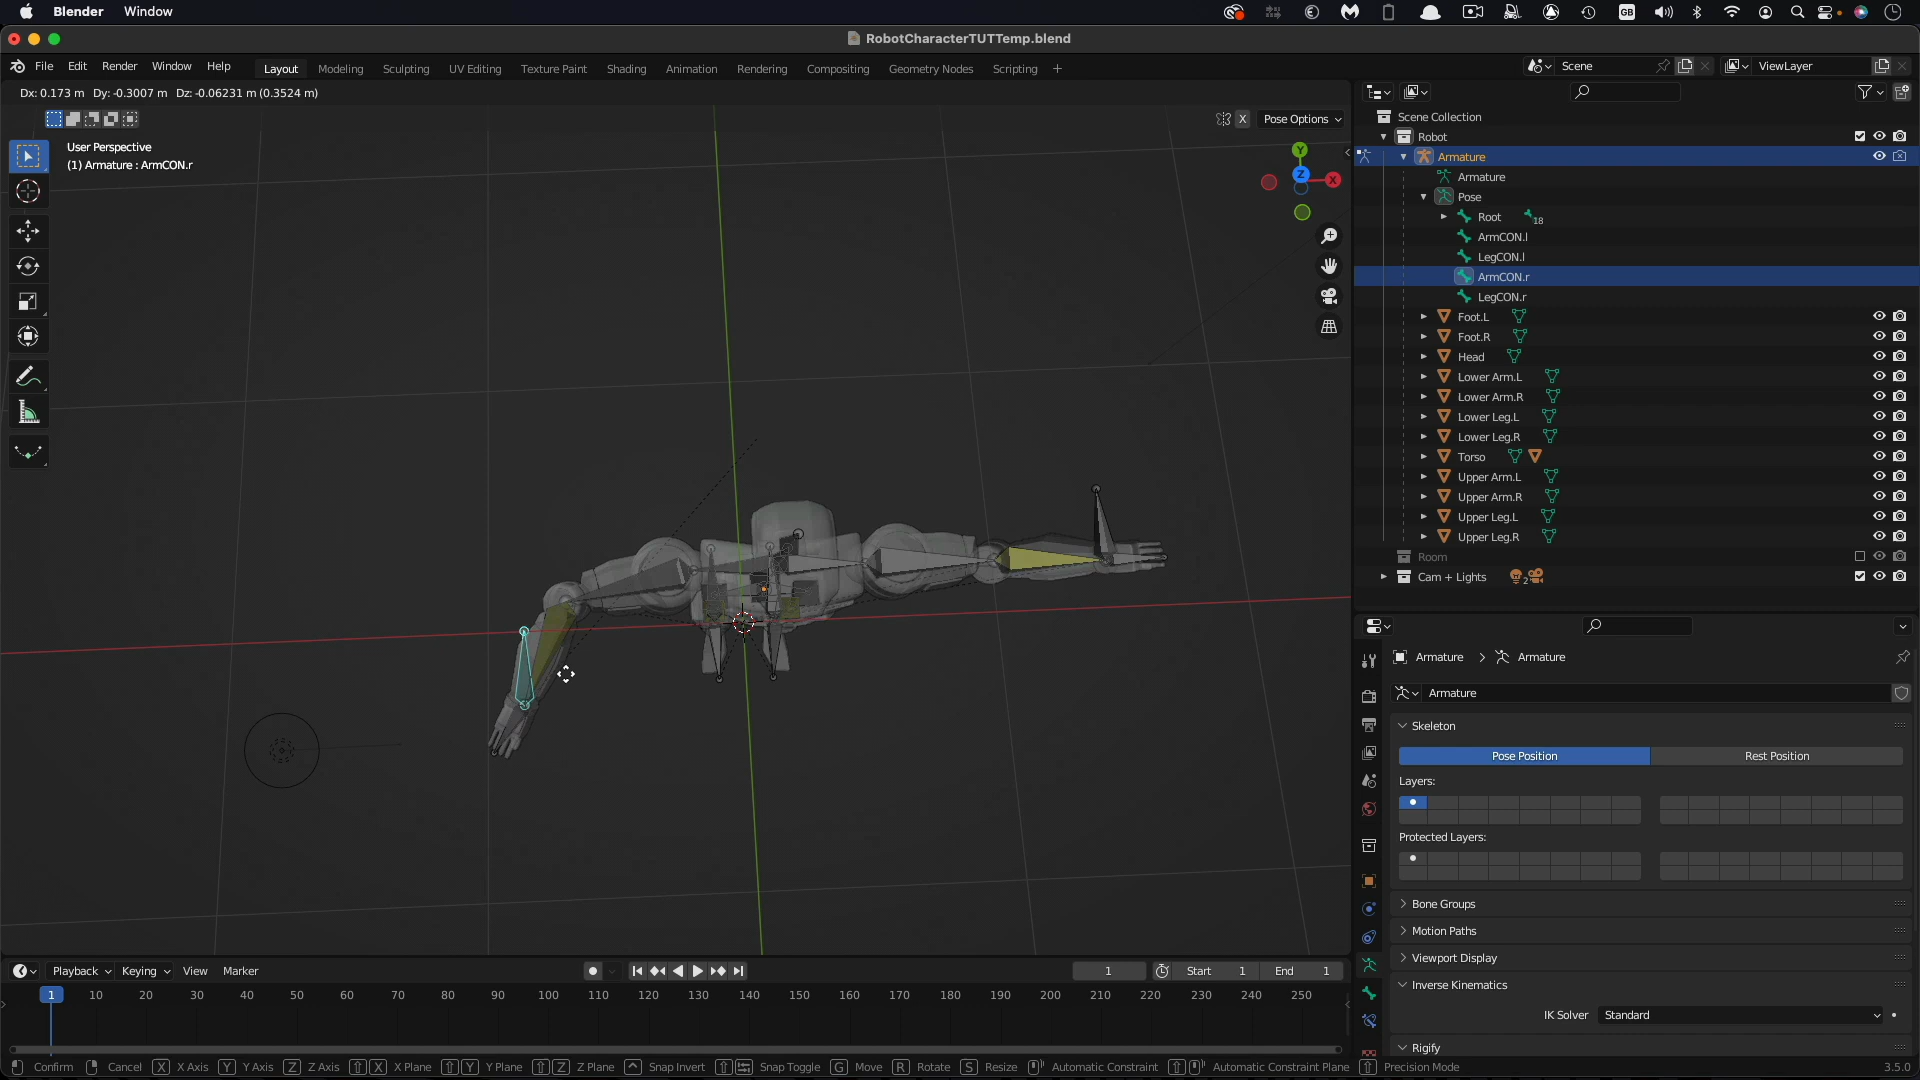 Blender Window
GB
RobotCharacterTUTTemp.blend
File Edit Render Window Help Layout Modeling Sculpting UV Editing Texture Paint Shading Animation Rendering Compositing Geometry Nodes Scripting + Scene ViewLayer
Dx: 0.173 m Dy: -0.3007 m Dz: -0.06231 m (0.3524 m)
X Pose Options
User Perspective
(1) Armature : ArmCON.r
Y
Z
X
Scene Collection
Robot
Armature
Armature
Pose
Root 18
ArmCON.l
LegCON.l
ArmCON.r
LegCON.r
Foot.L
Foot.R
Head
Lower Arm.L
Lower Arm.R
Lower Leg.L
Lower Leg.R
Torso
Upper Arm.L
Upper Arm.R
Upper Leg.L
Upper Leg.R
Room
Cam + Lights 2
Armature > Armature
Armature
Skeleton
Pose Position Rest Position
Layers:
Protected Layers:
Bone Groups
Motion Paths
Viewport Display
Inverse Kinematics
IK Solver Standard
Rigify
Playback Keying View Marker 1 Start 1 End 1
1 10 20 30 40 50 60 70 80 90 100 110 120 130 140 150 160 170 180 190 200 210 220 230 240 250
Confirm Cancel X X Axis Y Y Axis Z Z Axis X X Plane Y Y Plane Z Z Plane Snap Invert Snap Toggle G Move R Rotate S Resize Automatic Constraint Automatic Constraint Plane Precision Mode 3.5.0